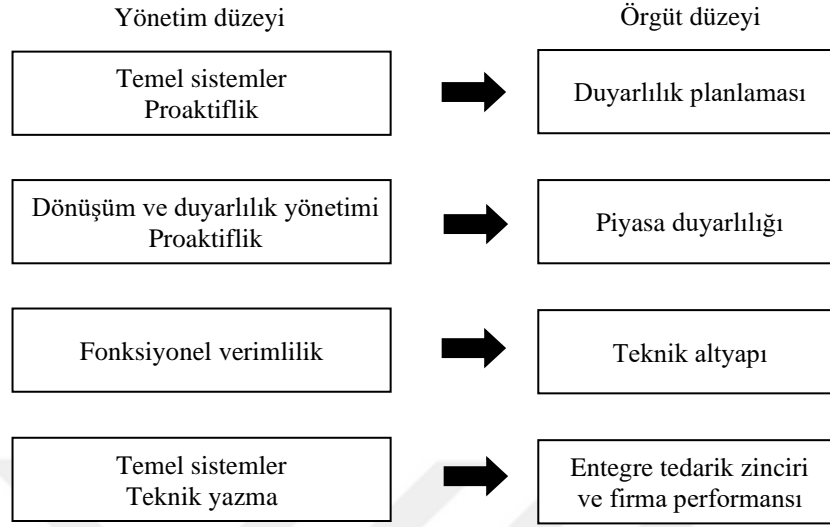 Yönetim düzeyi
Örgüt düzeyi
Temel sistemler
Proaktiflik
Duyarlılık planlaması
Dönüşüm ve duyarlılık yönetimi
Proaktiflik
Piyasa duyarlılığı
Fonksiyonel verimlilik
Teknik altyapı
Temel sistemler
Teknik yazma
Entegre tedarik zinciri
ve firma performansı